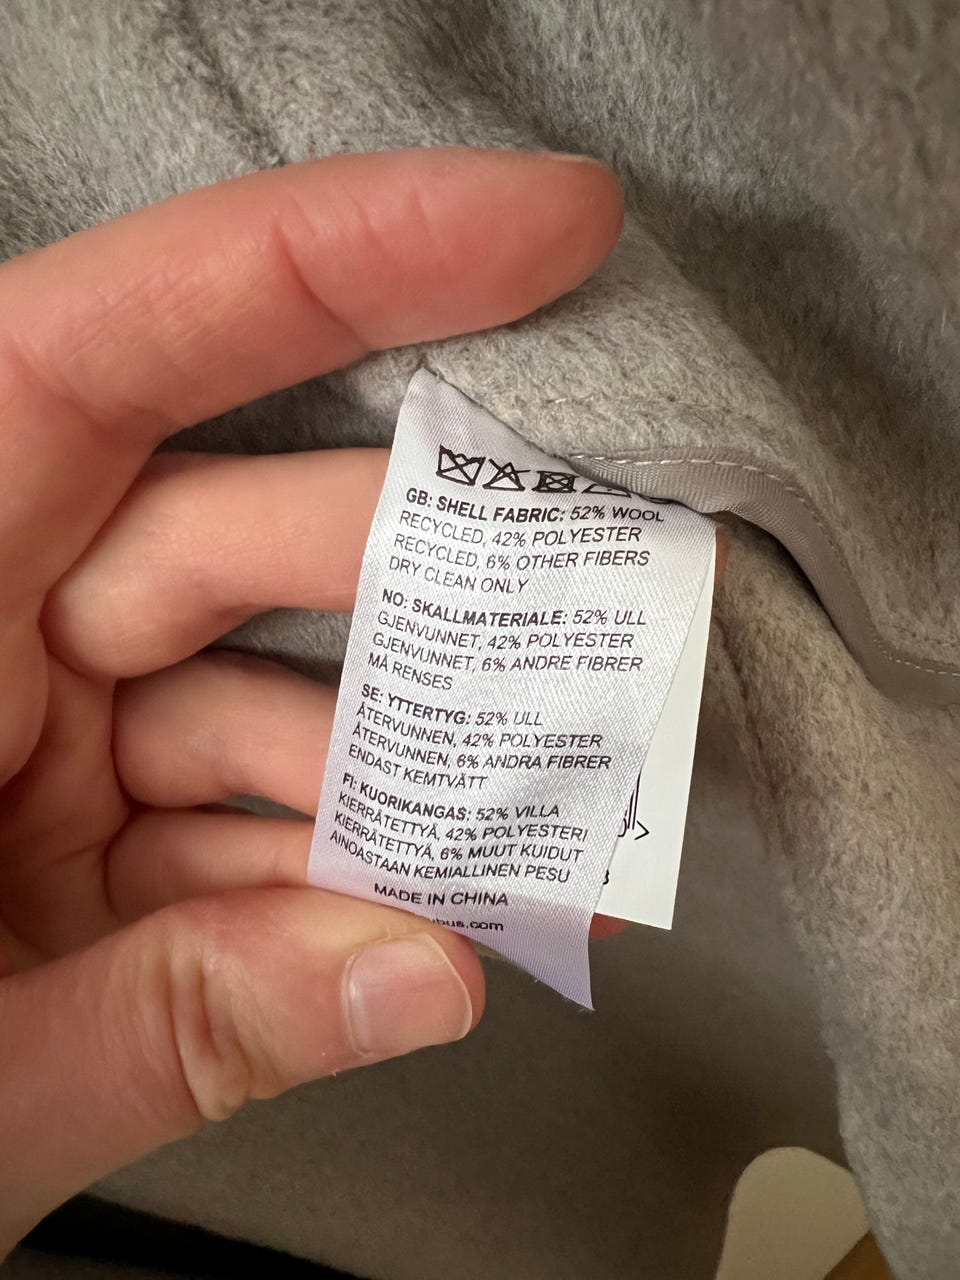 GB: SHELL FABRIC: 52% WOOL
RECYCLED, 42% POLYESTER
RECYCLED, 6% OTHER FIBERS
DRY CLEAN ONLY
NO: SKALLMATERIALE: 52% ULL
GJENVUNNET, 42% POLYESTER
GJENVUNNET, 6% ANDRE FIBRER
MÅ RENSES
SE: YTTERTYG: 52% ULL
ÅTERVUNNEN, 42% POLYESTER
ÅTERVUNNEN, 6% ANDRA FIBRER
ENDAST KEMTVÄTT
FI: KUORIKANGAS: 52% VILLA
KIERRÄTETTYÄ, 42% POLYESTERI
KIERRÄTETTYÄ, 6% MUUT KUIDUT
AINOASTAAN KEMIALLINEN PESU
MADE IN CHINA